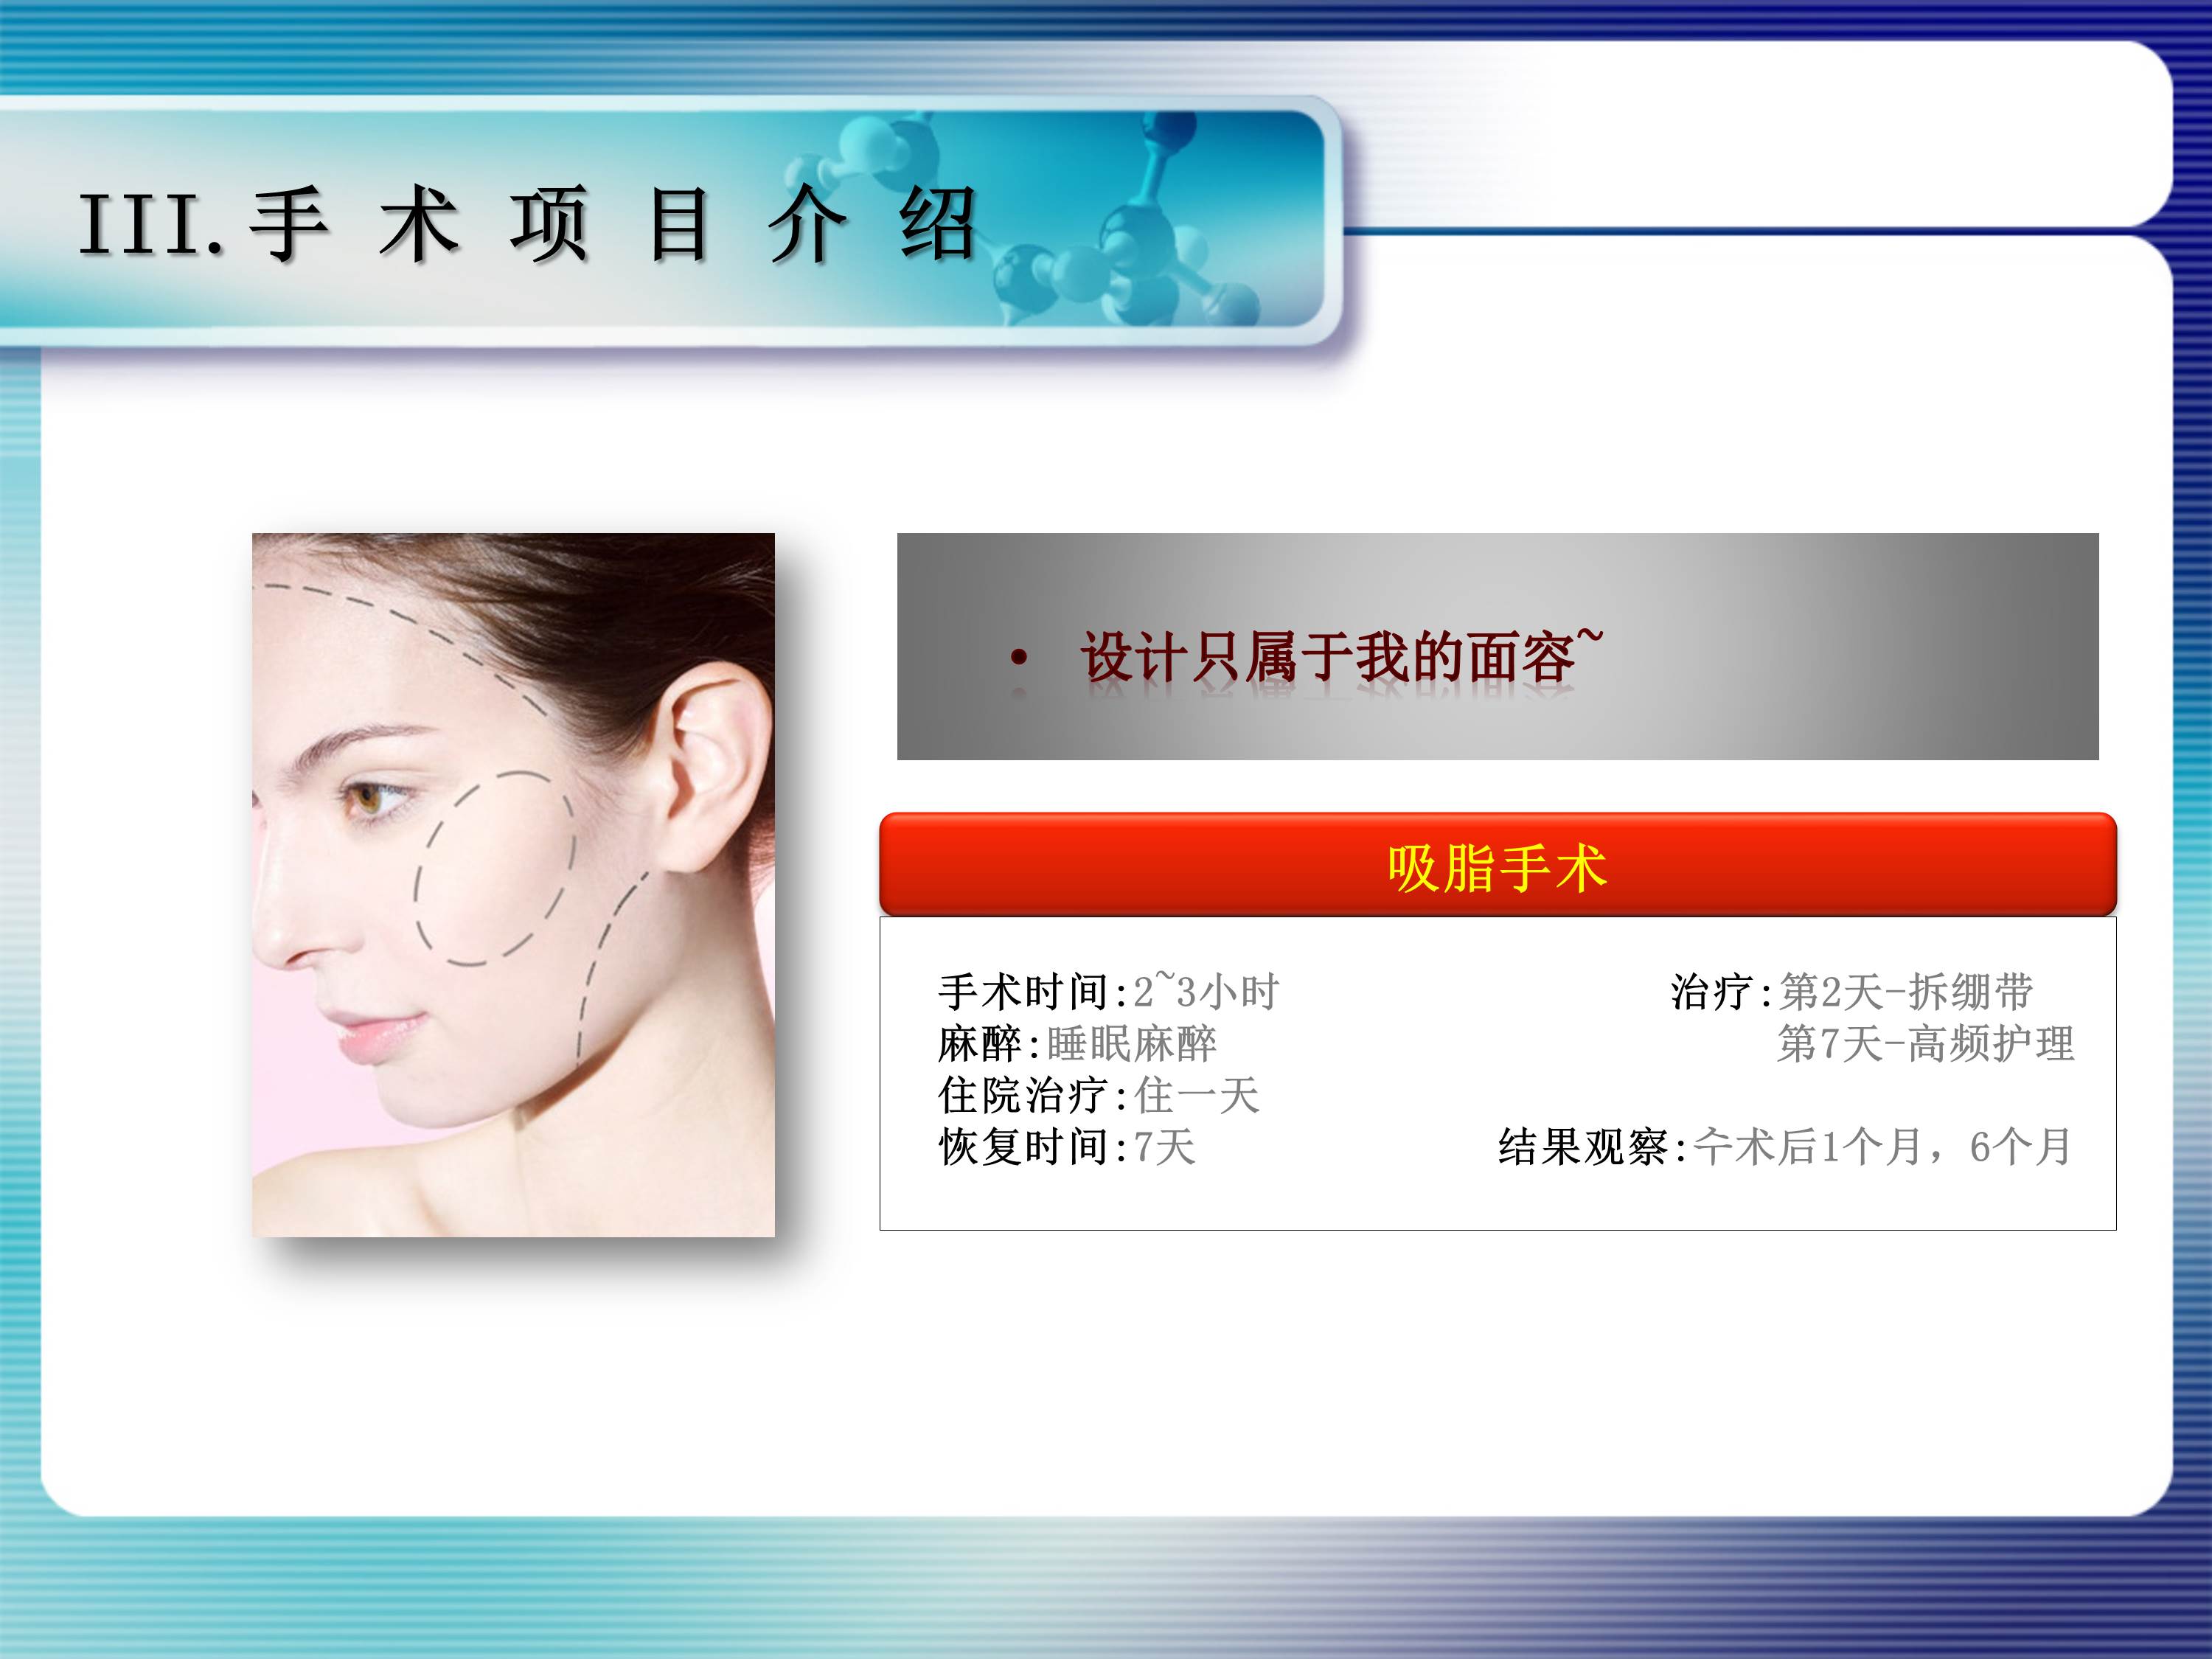 III.手 术 项 目 介 绍
• 设计只属于我的面容~
吸脂手术
手术时间:2~3小时 治疗:第2天-拆绷带
麻醉:睡眠麻醉 第7天-高频护理
住院治疗:住一天
恢复时间:7天 结果观察:수术后1个月，6个月